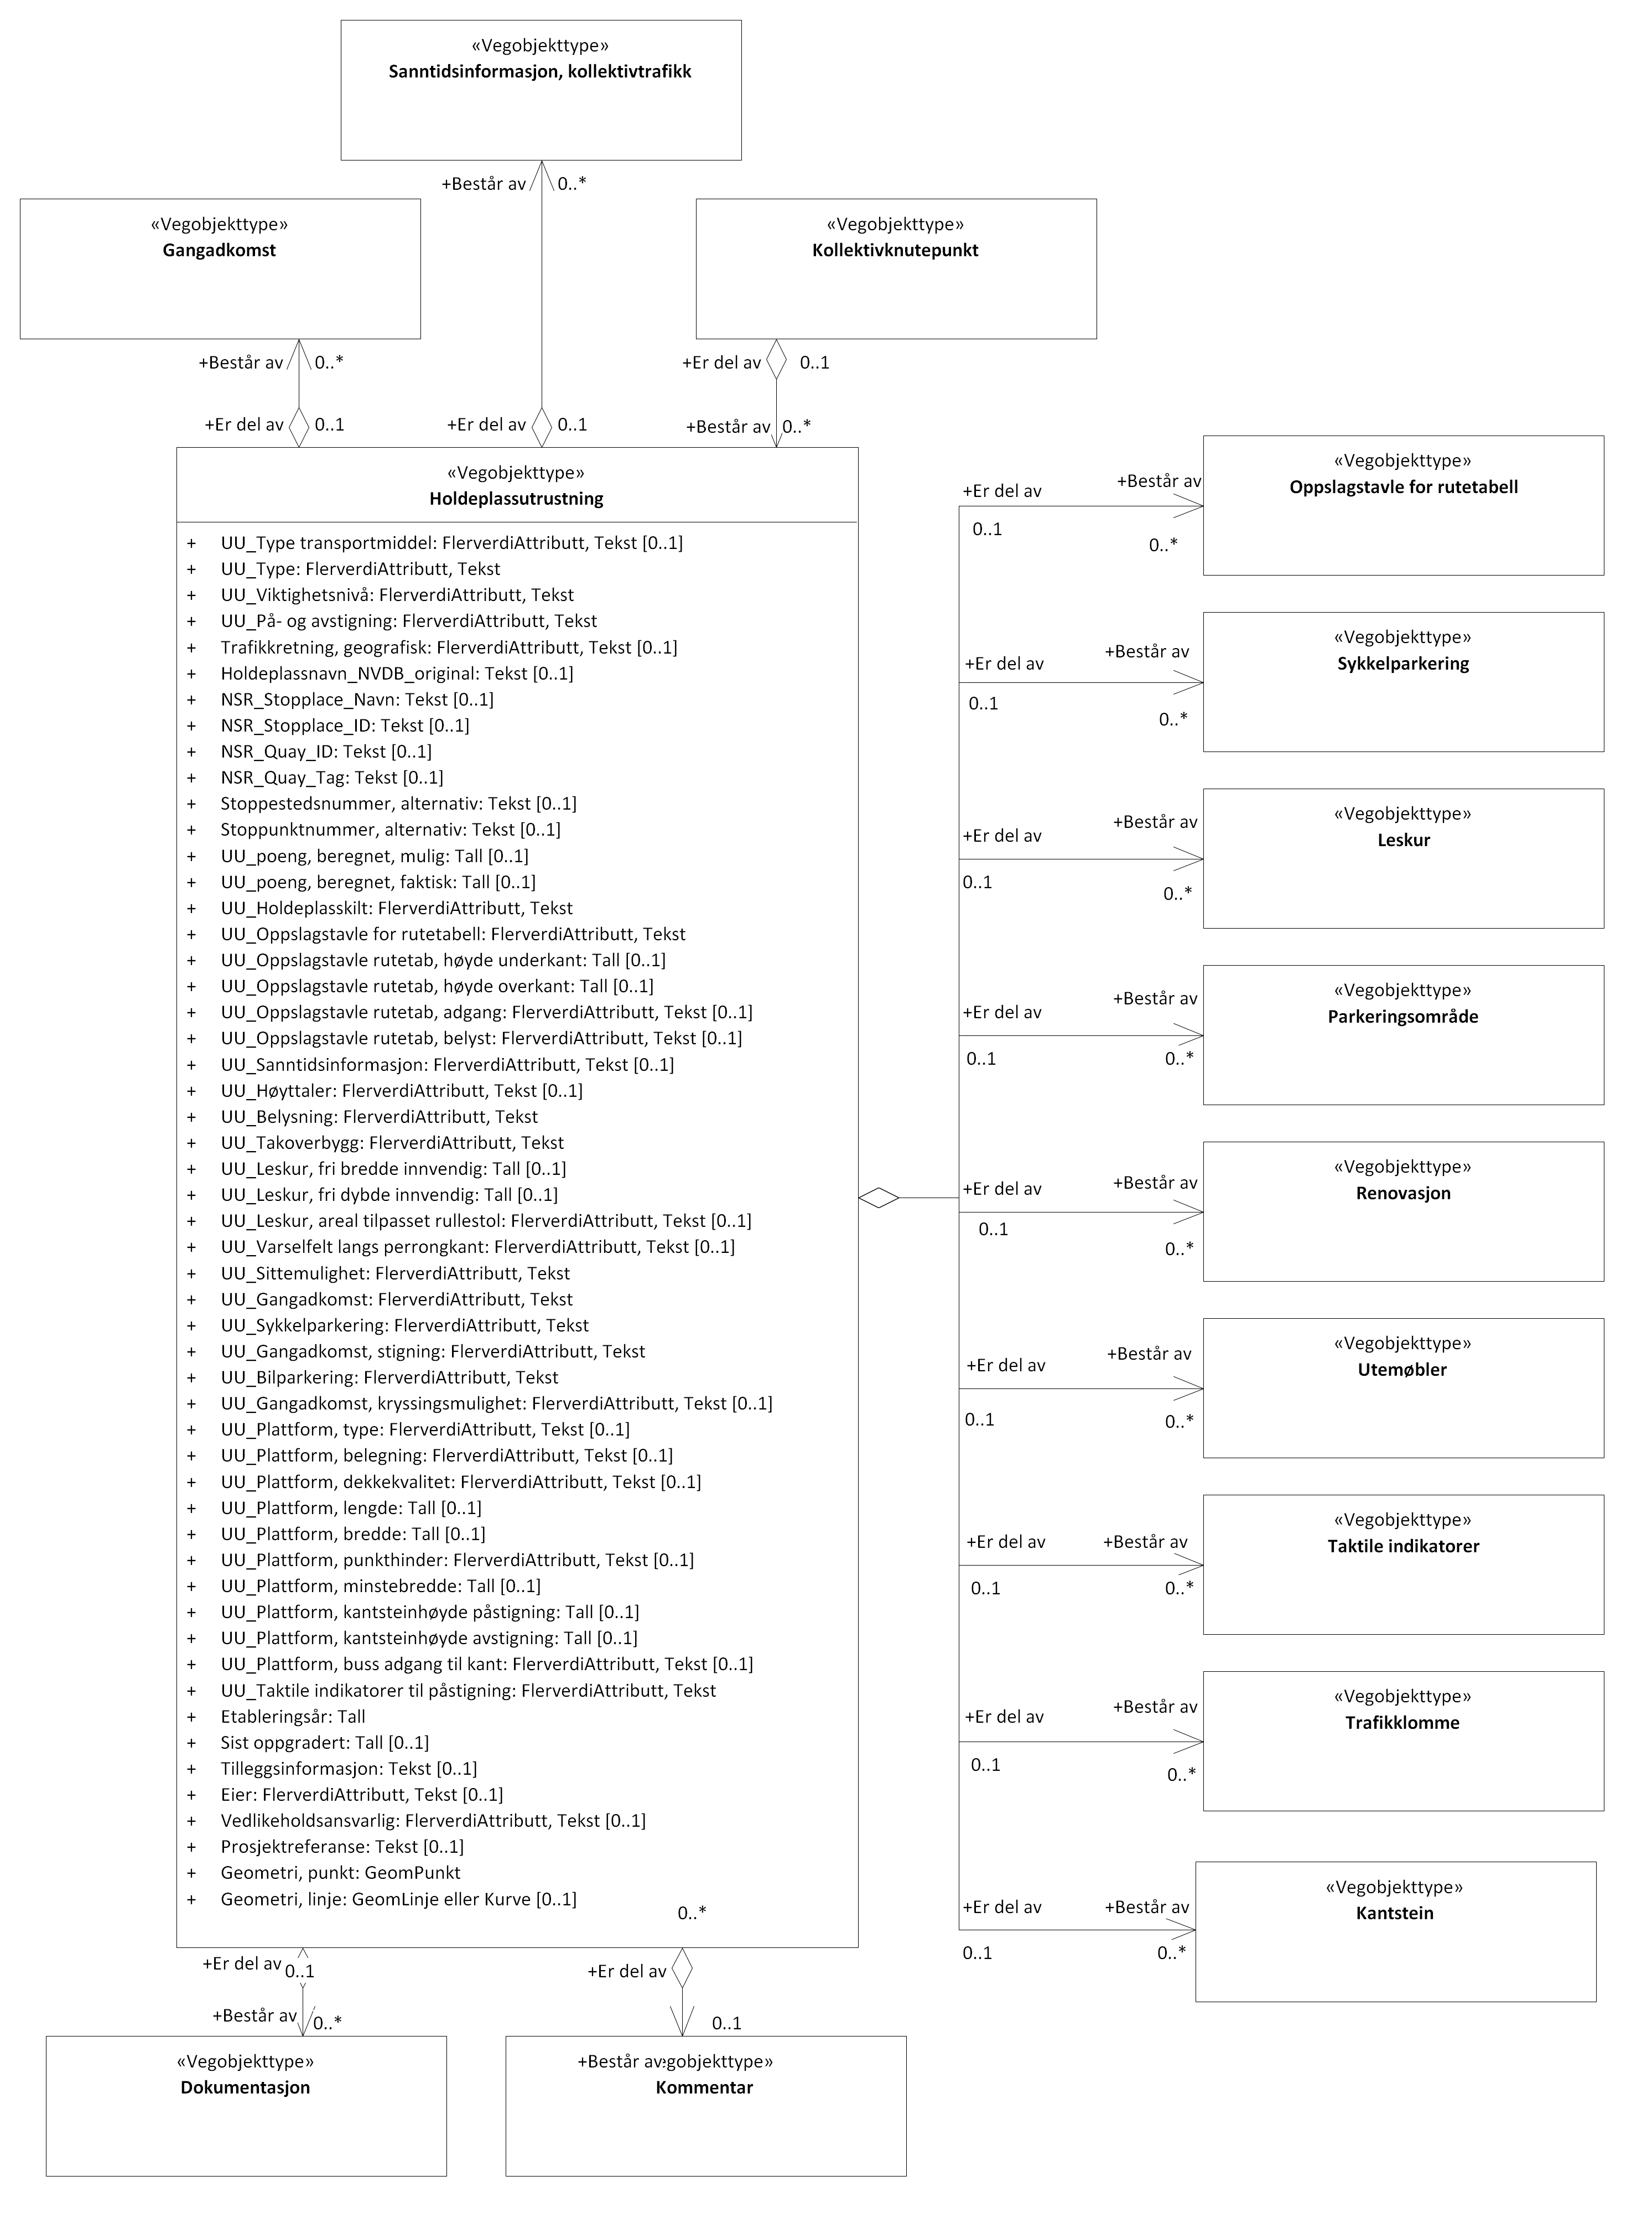 «Vegobjekttype»
Sanntidsinformasjon, kollektivtrafikk
+Består av 0..*
«Vegobjekttype»
Gangadkomst
+Består av 0..*
«Vegobjekttype»
Kollektivknutepunkt
+Er del av 0..1
+Er del av 0..1
+Er del av 0..1
+Består av 0..*
«Vegobjekttype»
Holdeplassutrustning
+ UU_Type transportmiddel: FlerverdiAttributt, Tekst [0..1]
+ UU_Type: FlerverdiAttributt, Tekst
+ UU_Viktighetsnivå: FlerverdiAttributt, Tekst
+ UU_På- og avstigning: FlerverdiAttributt, Tekst
+ Trafikkretning, geografisk: FlerverdiAttributt, Tekst [0..1]
+ Holdeplassnavn_NVDB_original: Tekst [0..1]
+ NSR_Stopplace_Navn: Tekst [0..1]
+ NSR_Stopplace_ID: Tekst [0..1]
+ NSR_Quay_ID: Tekst [0..1]
+ NSR_Quay_Tag: Tekst [0..1]
+ Stoppestedsnummer, alternativ: Tekst [0..1]
+ Stoppunktnummer, alternativ: Tekst [0..1]
+ UU_poeng, beregnet, mulig: Tall [0..1]
+ UU_poeng, beregnet, faktisk: Tall [0..1]
+ UU_Holdeplasskilt: FlerverdiAttributt, Tekst
+ UU_Oppslagstavle for rutetabell: FlerverdiAttributt, Tekst
+ UU_Oppslagstavle rutetab, høyde underkant: Tall [0..1]
+ UU_Oppslagstavle rutetab, høyde overkant: Tall [0..1]
+ UU_Oppslagstavle rutetab, adgang: FlerverdiAttributt, Tekst [0..1]
+ UU_Oppslagstavle rutetab, belyst: FlerverdiAttributt, Tekst [0..1]
+ UU_Sanntidsinformasjon: FlerverdiAttributt, Tekst [0..1]
+ UU_Høyttaler: FlerverdiAttributt, Tekst [0..1]
+ UU_Belysning: FlerverdiAttributt, Tekst
+ UU_Takoverbygg: FlerverdiAttributt, Tekst
+ UU_Leskur, fri bredde innvendig: Tall [0..1]
+ UU_Leskur, fri dybde innvendig: Tall [0..1]
+ UU_Leskur, areal tilpasset rullestol: FlerverdiAttributt, Tekst [0..1]
+ UU_Varselfelt langs perrongkant: FlerverdiAttributt, Tekst [0..1]
+ UU_Sittemulighet: FlerverdiAttributt, Tekst
+ UU_Gangadkomst: FlerverdiAttributt, Tekst
+ UU_Sykkelparkering: FlerverdiAttributt, Tekst
+ UU_Gangadkomst, stigning: FlerverdiAttributt, Tekst
+ UU_Bilparkering: FlerverdiAttributt, Tekst
+ UU_Gangadkomst, kryssingsmulighet: FlerverdiAttributt, Tekst [0..1]
+ UU_Plattform, type: FlerverdiAttributt, Tekst [0..1]
+ UU_Plattform, belegning: FlerverdiAttributt, Tekst [0..1]
+ UU_Plattform, dekkekvalitet: FlerverdiAttributt, Tekst [0..1]
+ UU_Plattform, lengde: Tall [0..1]
+ UU_Plattform, bredde: Tall [0..1]
+ UU_Plattform, punkthinder: FlerverdiAttributt, Tekst [0..1]
+ UU_Plattform, minstebredde: Tall [0..1]
+ UU_Plattform, kantsteinhøyde påstigning: Tall [0..1]
+ UU_Plattform, kantsteinhøyde avstigning: Tall [0..1]
+ UU_Plattform, buss adgang til kant: FlerverdiAttributt, Tekst [0..1]
+ UU_Taktile indikatorer til påstigning: FlerverdiAttributt, Tekst
+ Etableringsår: Tall
+ Sist oppgradert: Tall [0..1]
+ Tilleggsinformasjon: Tekst [0..1]
+ Eier: FlerverdiAttributt, Tekst [0..1]
+ Vedlikeholdsansvarlig: FlerverdiAttributt, Tekst [0..1]
+ Prosjektreferanse: Tekst [0..1]
+ Geometri, punkt: GeomPunkt
+ Geometri, linje: GeomLinje eller Kurve [0..1]
0..*
+Er del av 0..1
+Består av 0..*
«Vegobjekttype»
Dokumentasjon
+Er del av
0..1
+Består av gobjekttype»
Kommentar
+Er del av +Består av
0..1 0..*
«Vegobjekttype»
Oppslagstavle for rutetabell
+Er del av +Består av
0..1 0..*
«Vegobjekttype»
Sykkelparkering
+Er del av +Består av
0..1 0..*
«Vegobjekttype»
Leskur
+Er del av +Består av
0..1 0..*
«Vegobjekttype»
Parkeringsområde
+Er del av +Består av
0..1 0..*
«Vegobjekttype»
Renovasjon
+Er del av +Består av
0..1 0..*
«Vegobjekttype»
Utemøbler
+Er del av +Består av
0..1 0..*
«Vegobjekttype»
Taktile indikatorer
+Er del av +Består av
0..1 0..*
«Vegobjekttype»
Trafikklomme
+Er del av +Består av
0..1 0..*
«Vegobjekttype»
Kantstein